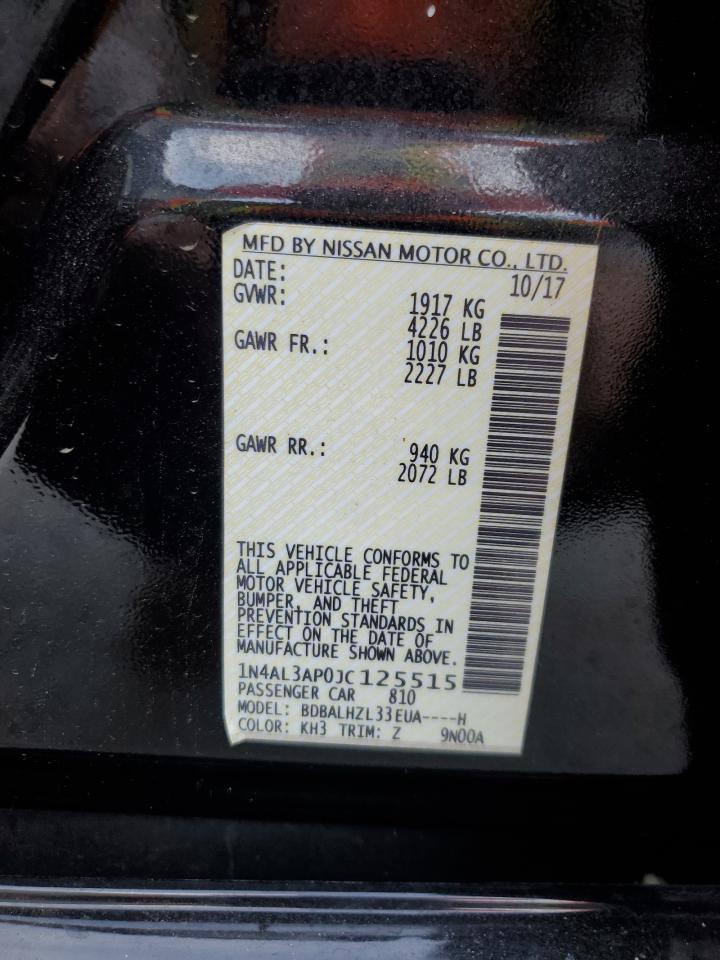 MFD BY NISSAN MOTOR CO., LTD.
DATE: 10/17
GVWR: 1917 KG
4226 LB
GAWR FR.: 1010 KG
2227 LB
GAWR RR.: 940 KG
2072 LB
THIS VEHICLE CONFORMS TO
ALL APPLICABLE FEDERAL
MOTOR VEHICLE SAFETY,
BUMPER, AND THEFT
PREVENTION STANDARDS IN
EFFECT ON THE DATE OF
MANUFACTURE SHOWN ABOVE.
1N4AL3AP0JC125515
PASSENGER CAR 810
MODEL: BDBALHZL33EUA----H
COLOR: KH3 TRIM: Z 9N00A